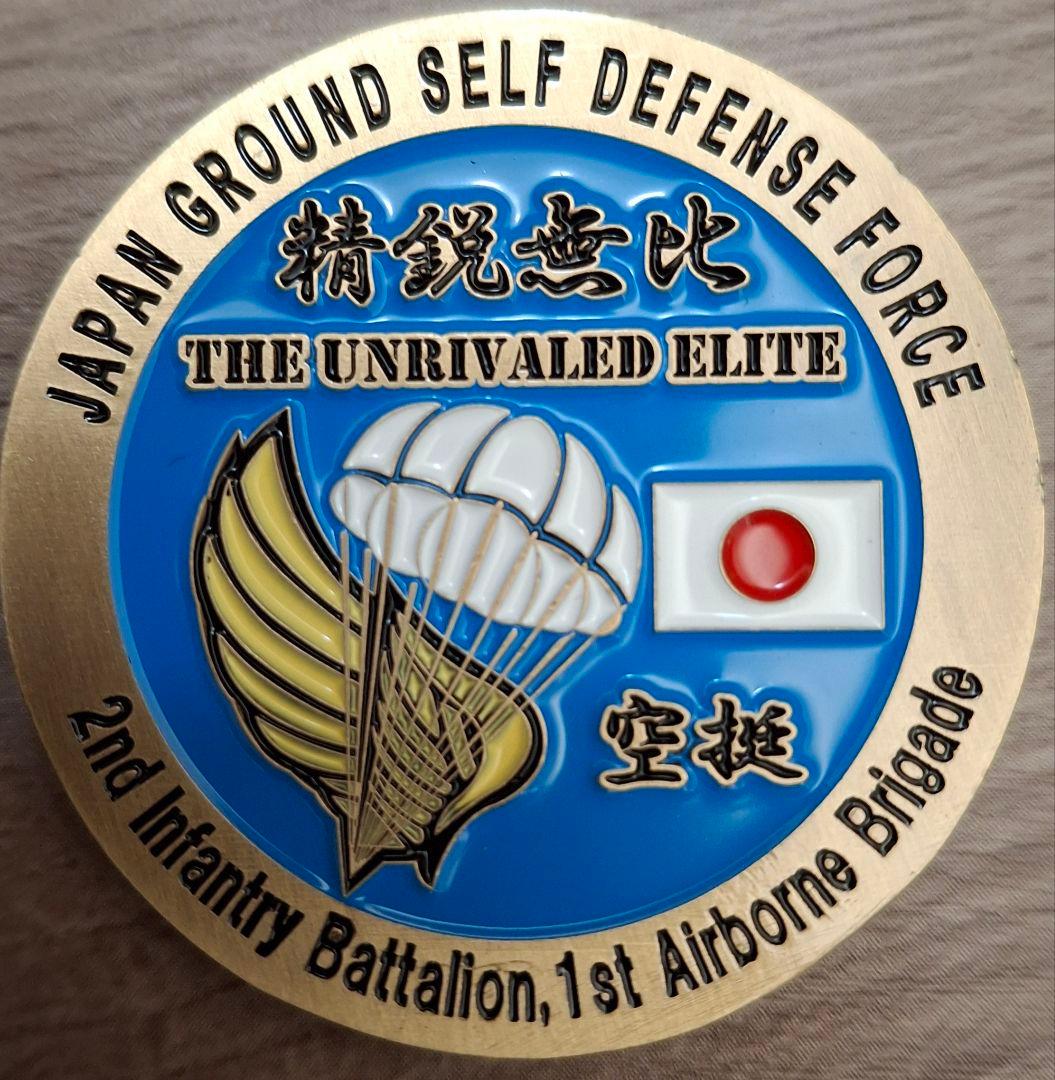 JAPAN GROUND SELF DEFENSE FORCE
精鋭無比
THE UNRIVALED ELITE
空挺
2nd Infantry Battalion, 1st Airborne Brigade